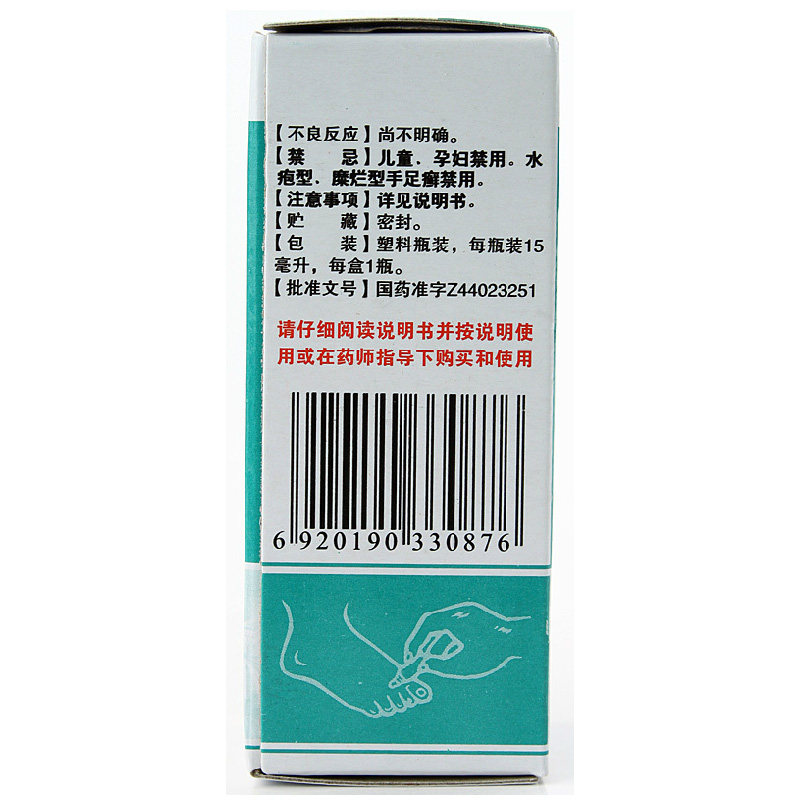 【不良反应】尚不明确。
【禁 忌】儿童、孕妇禁用。水
疱型、糜烂型手足癣禁用。
【注意事项】详见说明书。
【贮 藏】密封。
【包 装】塑料瓶装，每瓶装15
毫升，每盒1瓶。
【批准文号】国药准字Z44023251
请仔细阅读说明书并按说明使
用或在药师指导下购买和使用
6 920190 330876